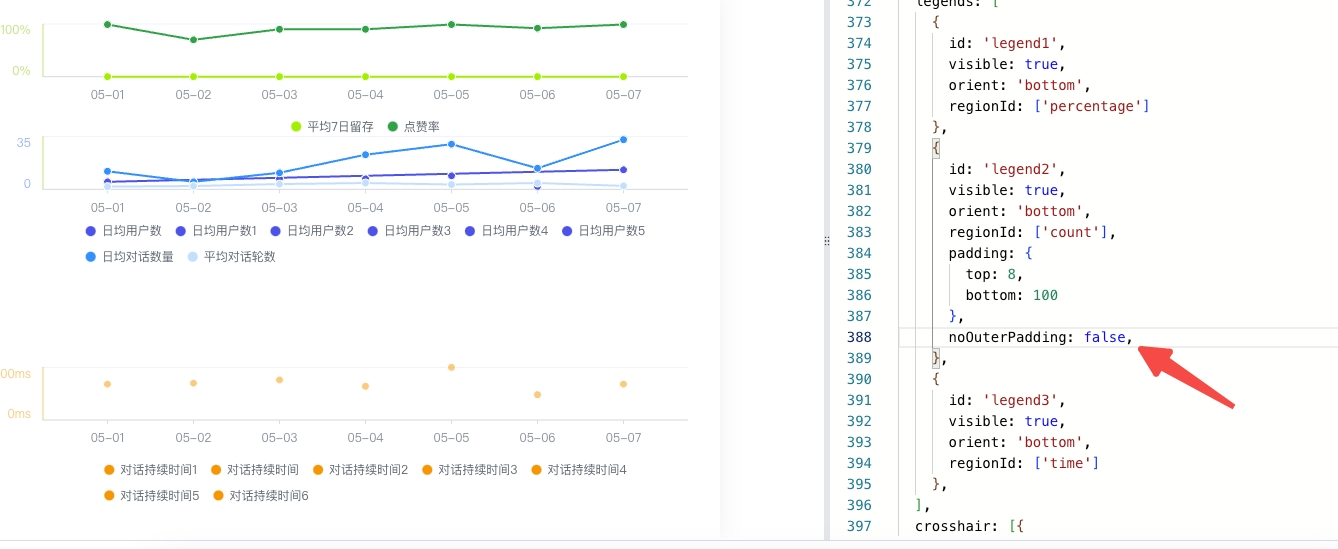 100%
0%
05-01 05-02 05-03 05-04 05-05 05-06 05-07
平均7日留存 点赞率
35
0
05-01 05-02 05-03 05-04 05-05 05-06 05-07
日均用户数 日均用户数1 日均用户数2 日均用户数3 日均用户数4 日均用户数5
日均对话数量 平均对话轮数
00ms
0ms
05-01 05-02 05-03 05-04 05-05 05-06 05-07
对话持续时间1 对话持续时间 对话持续时间2 对话持续时间3 对话持续时间4
对话持续时间5 对话持续时间6
372 legends: [
373 {
374 id: 'legend1',
375 visible: true,
376 orient: 'bottom',
377 regionId: ['percentage']
378 },
379 {
380 id: 'legend2',
381 visible: true,
382 orient: 'bottom',
383 regionId: ['count'],
384 padding: {
385 top: 8,
386 bottom: 100
387 },
388 noOuterPadding: false,
389 },
390 {
391 id: 'legend3',
392 visible: true,
393 orient: 'bottom',
394 regionId: ['time']
395 },
396 ],
397 crosshair: [{